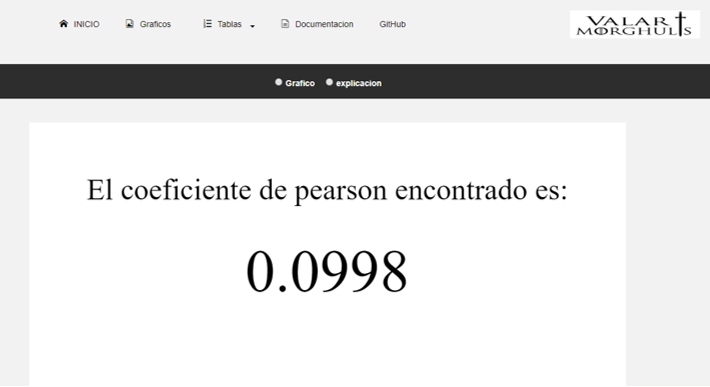 INICIO Graficos Tablas Documentacion GitHub
VALAR
MORGHULIS
Grafico explicacion
El coeficiente de pearson encontrado es:
0.0998